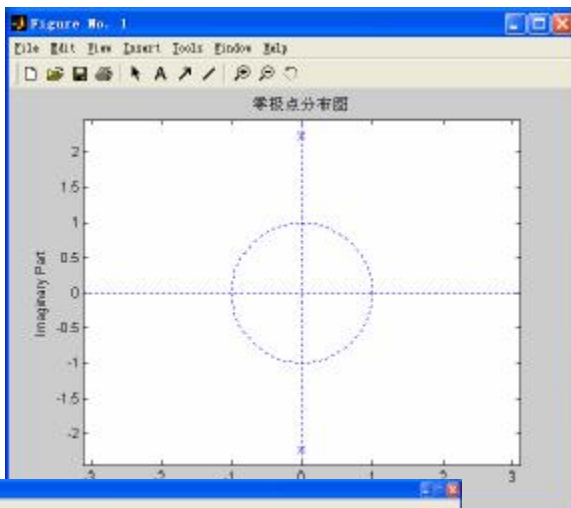 Figure No. 1
File Edit View Insert Tools Window Help
A
零极点分布图
2
1.5
1
0.5
0
-0.5
-1
-1.5
-2
Imaginary Part
-3 -2 -1 0 1 2 3